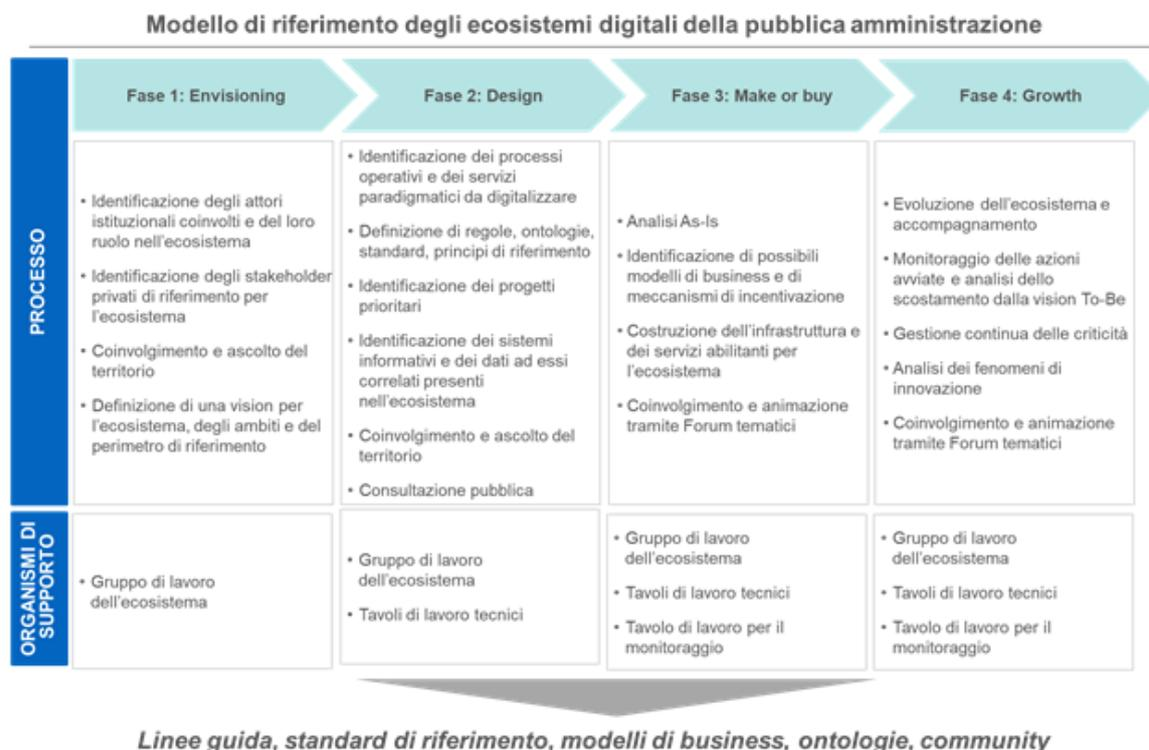 Modello di riferimento degli ecosistemi digitali della pubblica amministrazione
Fase 1: Envisioning
Fase 2: Design
Fase 3: Make or buy
Fase 4: Growth
PROCESSO
• Identificazione degli attori
istituzionali coinvolti e del loro
ruolo nell'ecosistema
• Identificazione degli stakeholder
privati di riferimento per
l'ecosistema
• Coinvolgimento e ascolto del
territorio
• Definizione di una vision per
l'ecosistema, degli ambiti e del
perimetro di riferimento
• Identificazione dei processi
operativi e dei servizi
paradigmatici da digitalizzare
• Definizione di regole, ontologie,
standard, principi di riferimento
• Identificazione dei progetti
prioritari
• Identificazione dei sistemi
informativi e dei dati ad essi
correlati presenti
nell'ecosistema
• Coinvolgimento e ascolto del
territorio
• Consultazione pubblica
• Analisi As-Is
• Identificazione di possibili
modelli di business e di
meccanismi di incentivazione
• Costruzione dell'infrastruttura e
dei servizi abilitanti per
l'ecosistema
• Coinvolgimento e animazione
tramite Forum tematici
• Evoluzione dell'ecosistema e
accompagnamento
• Monitoraggio delle azioni
avviate e analisi dello
scostamento dalla vision To-Be
• Gestione continua delle criticità
• Analisi dei fenomeni di
innovazione
• Coinvolgimento e animazione
tramite Forum tematici
ORGANISMI DI
SUPPORTO
• Gruppo di lavoro
dell'ecosistema
• Gruppo di lavoro
dell'ecosistema
• Tavoli di lavoro tecnici
• Gruppo di lavoro
dell'ecosistema
• Tavoli di lavoro tecnici
• Tavolo di lavoro per il
monitoraggio
• Gruppo di lavoro
dell'ecosistema
• Tavoli di lavoro tecnici
• Tavolo di lavoro per il
monitoraggio
Linee guida, standard di riferimento, modelli di business, ontologie, community